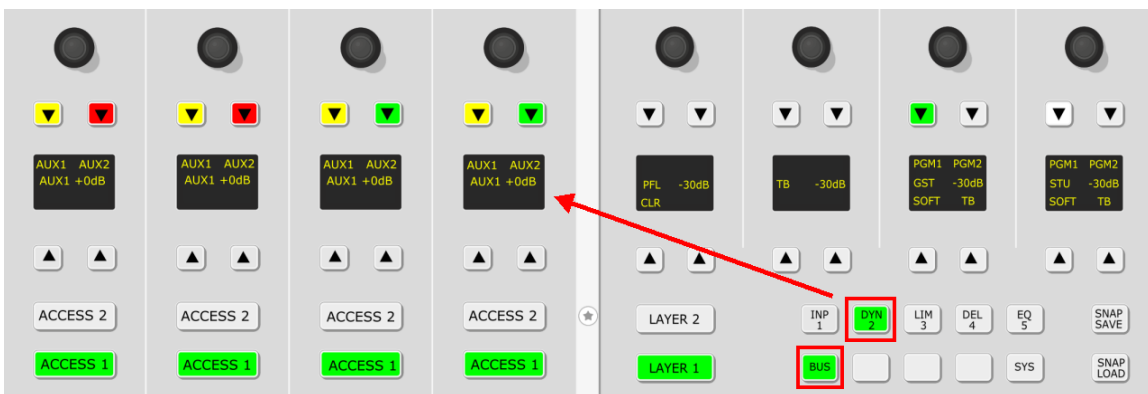 AUX1 AUX2
AUX1 +0dB
AUX1 AUX2
AUX1 +0dB
AUX1 AUX2
AUX1 +0dB
AUX1 AUX2
AUX1 +0dB
PFL -30dB
CLR
TB -30dB
PGM1 PGM2
GST -30dB
SOFT TB
PGM1 PGM2
STU -30dB
SOFT TB
ACCESS 2
ACCESS 2
ACCESS 2
ACCESS 2
LAYER 2
INP
1
DYN
2
LIM
3
DEL
4
EQ
5
SNAP
SAVE
ACCESS 1
ACCESS 1
ACCESS 1
ACCESS 1
LAYER 1
BUS
SYS
SNAP
LOAD